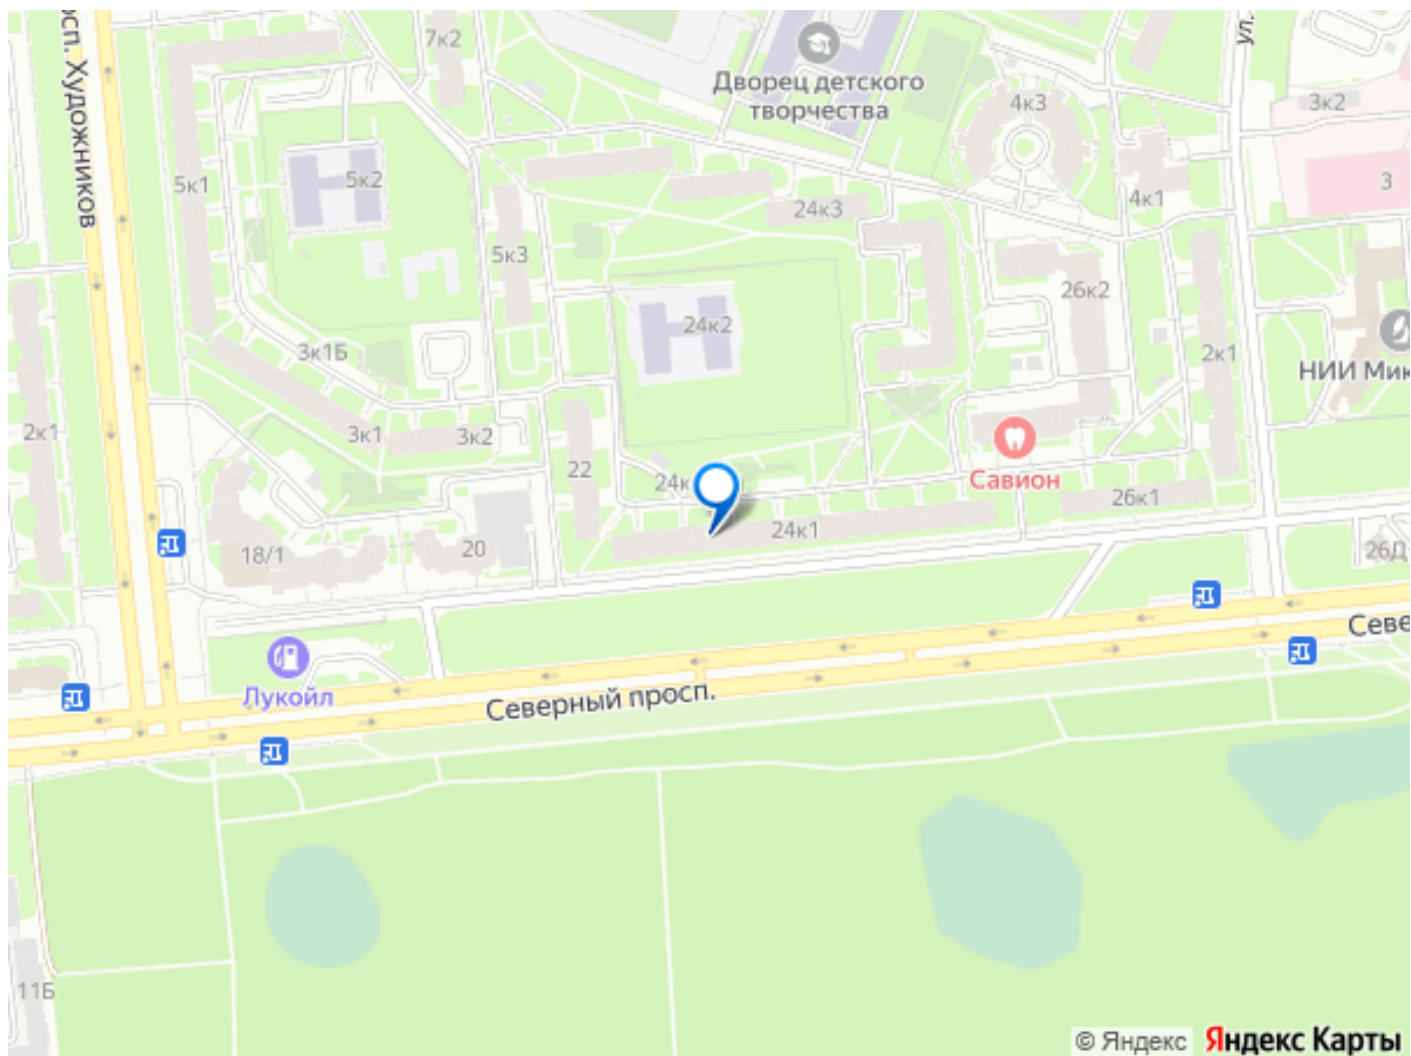 осп. Художников
7к2
Дворец детского
творчества
4к3
ул.
3к2
3
5к1
5к2
4к1
24к3
5к3
26к2
24к2
3к1Б
2к1
НИИ Мик
2к1
3к1
3к2
22
24к
Савион
26к1
24к1
18/1
20
26Д
Севе
Лукойл
Северный просп.
11Б
© Яндекс Яндекс Карты